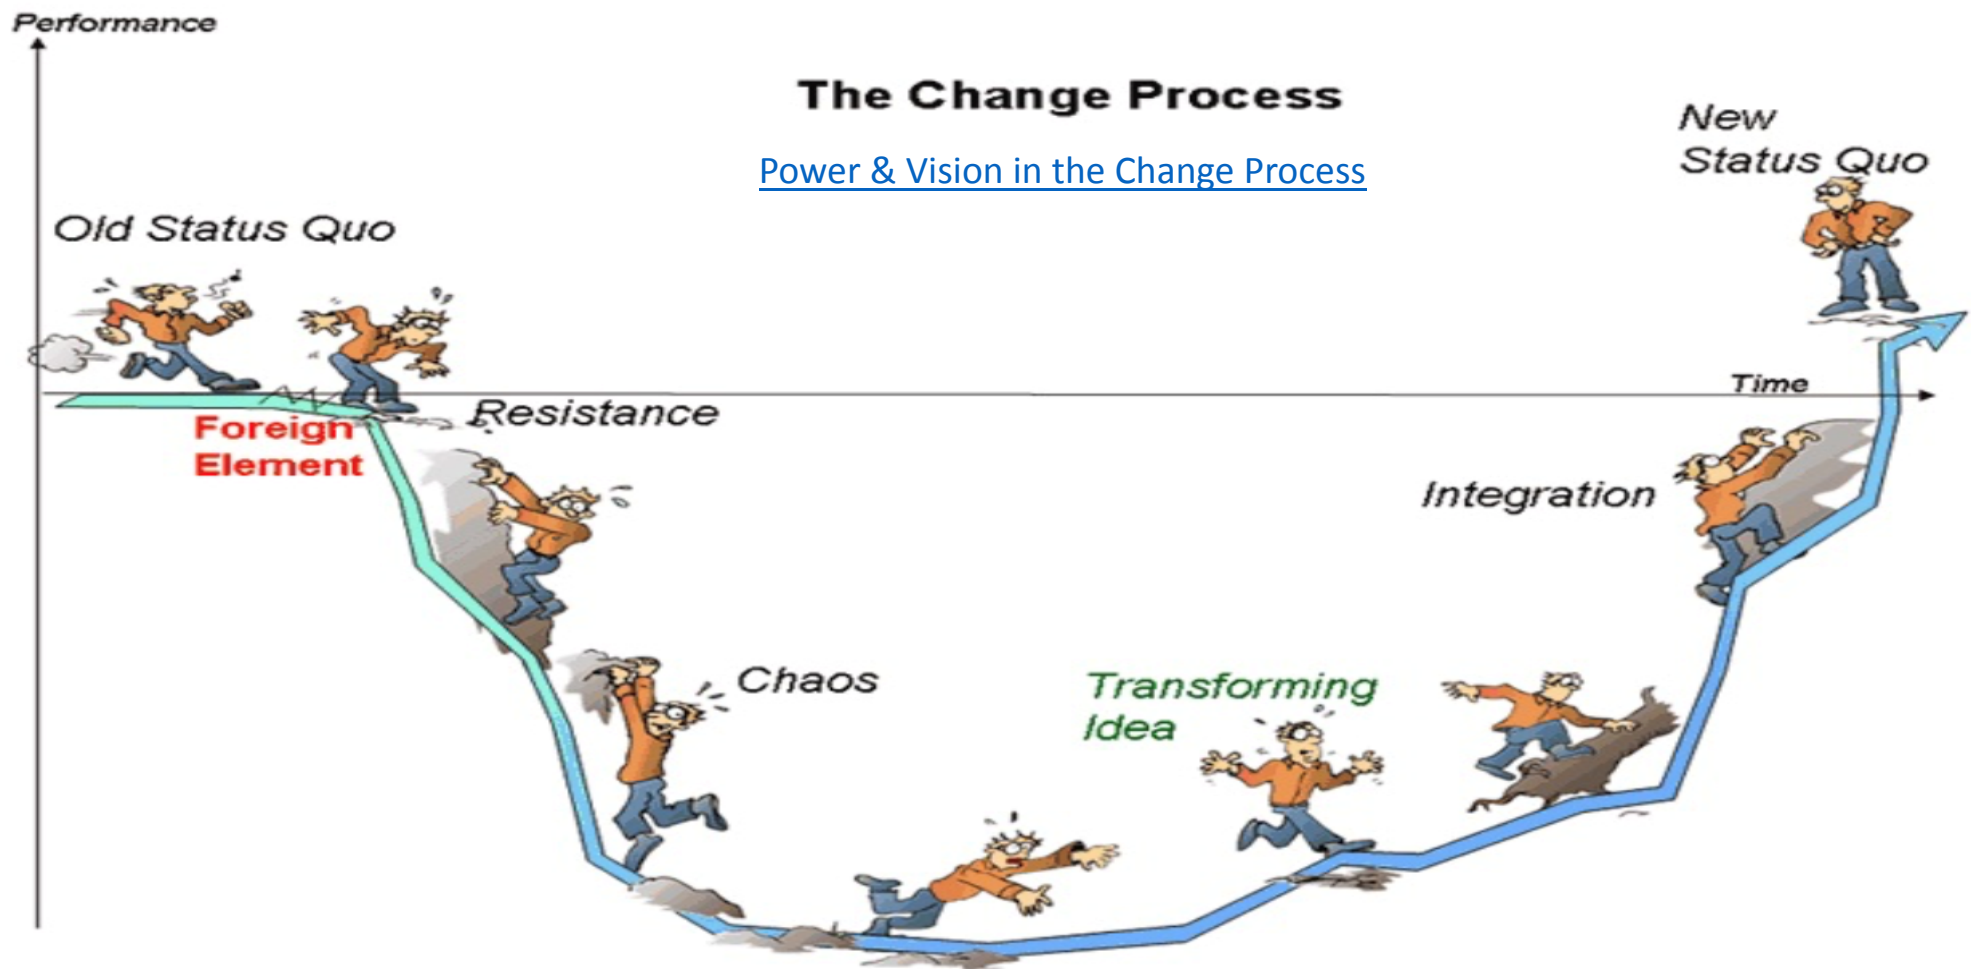 Performance
The Change Process
Power & Vision in the Change Process
New
Status Quo
Old Status Quo
Time
Foreign
Element
Resistance
Integration
Chaos
Transforming
Idea